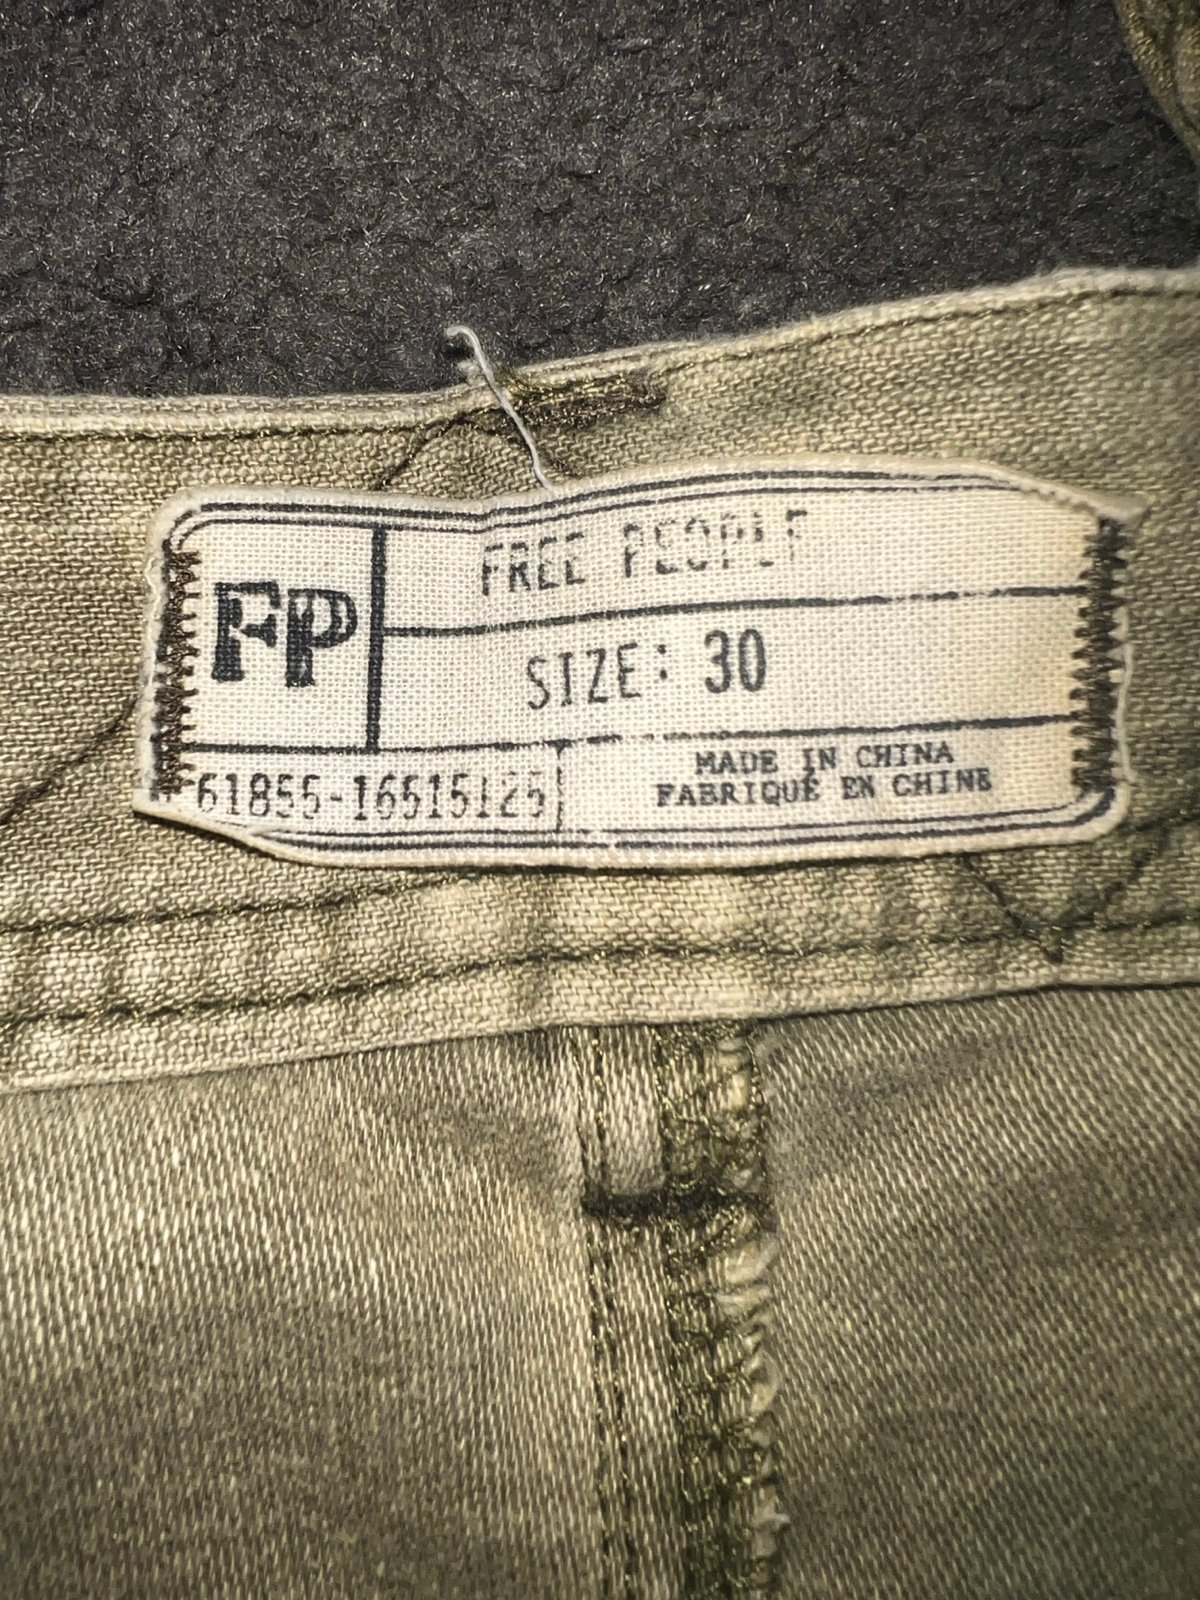 FP
FREE PEOPLE
SIZE: 30
61855-16515125
MADE IN CHINA
FABRIQUÉ EN CHINE